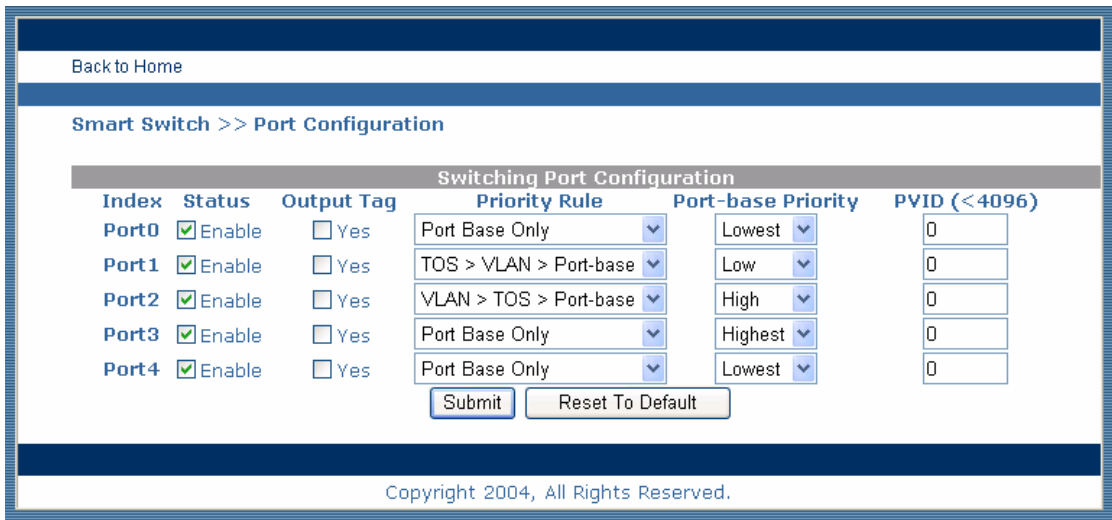 Back to Home
Smart Switch >> Port Configuration
Switching Port Configuration
Index Status Output Tag Priority Rule Port-base Priority PVID (<4096)
Port0 Enable Yes Port Base Only Lowest 0
Port1 Enable Yes TOS > VLAN > Port-base Low 0
Port2 Enable Yes VLAN > TOS > Port-base High 0
Port3 Enable Yes Port Base Only Highest 0
Port4 Enable Yes Port Base Only Lowest 0
Submit Reset To Default
Copyright 2004, All Rights Reserved.